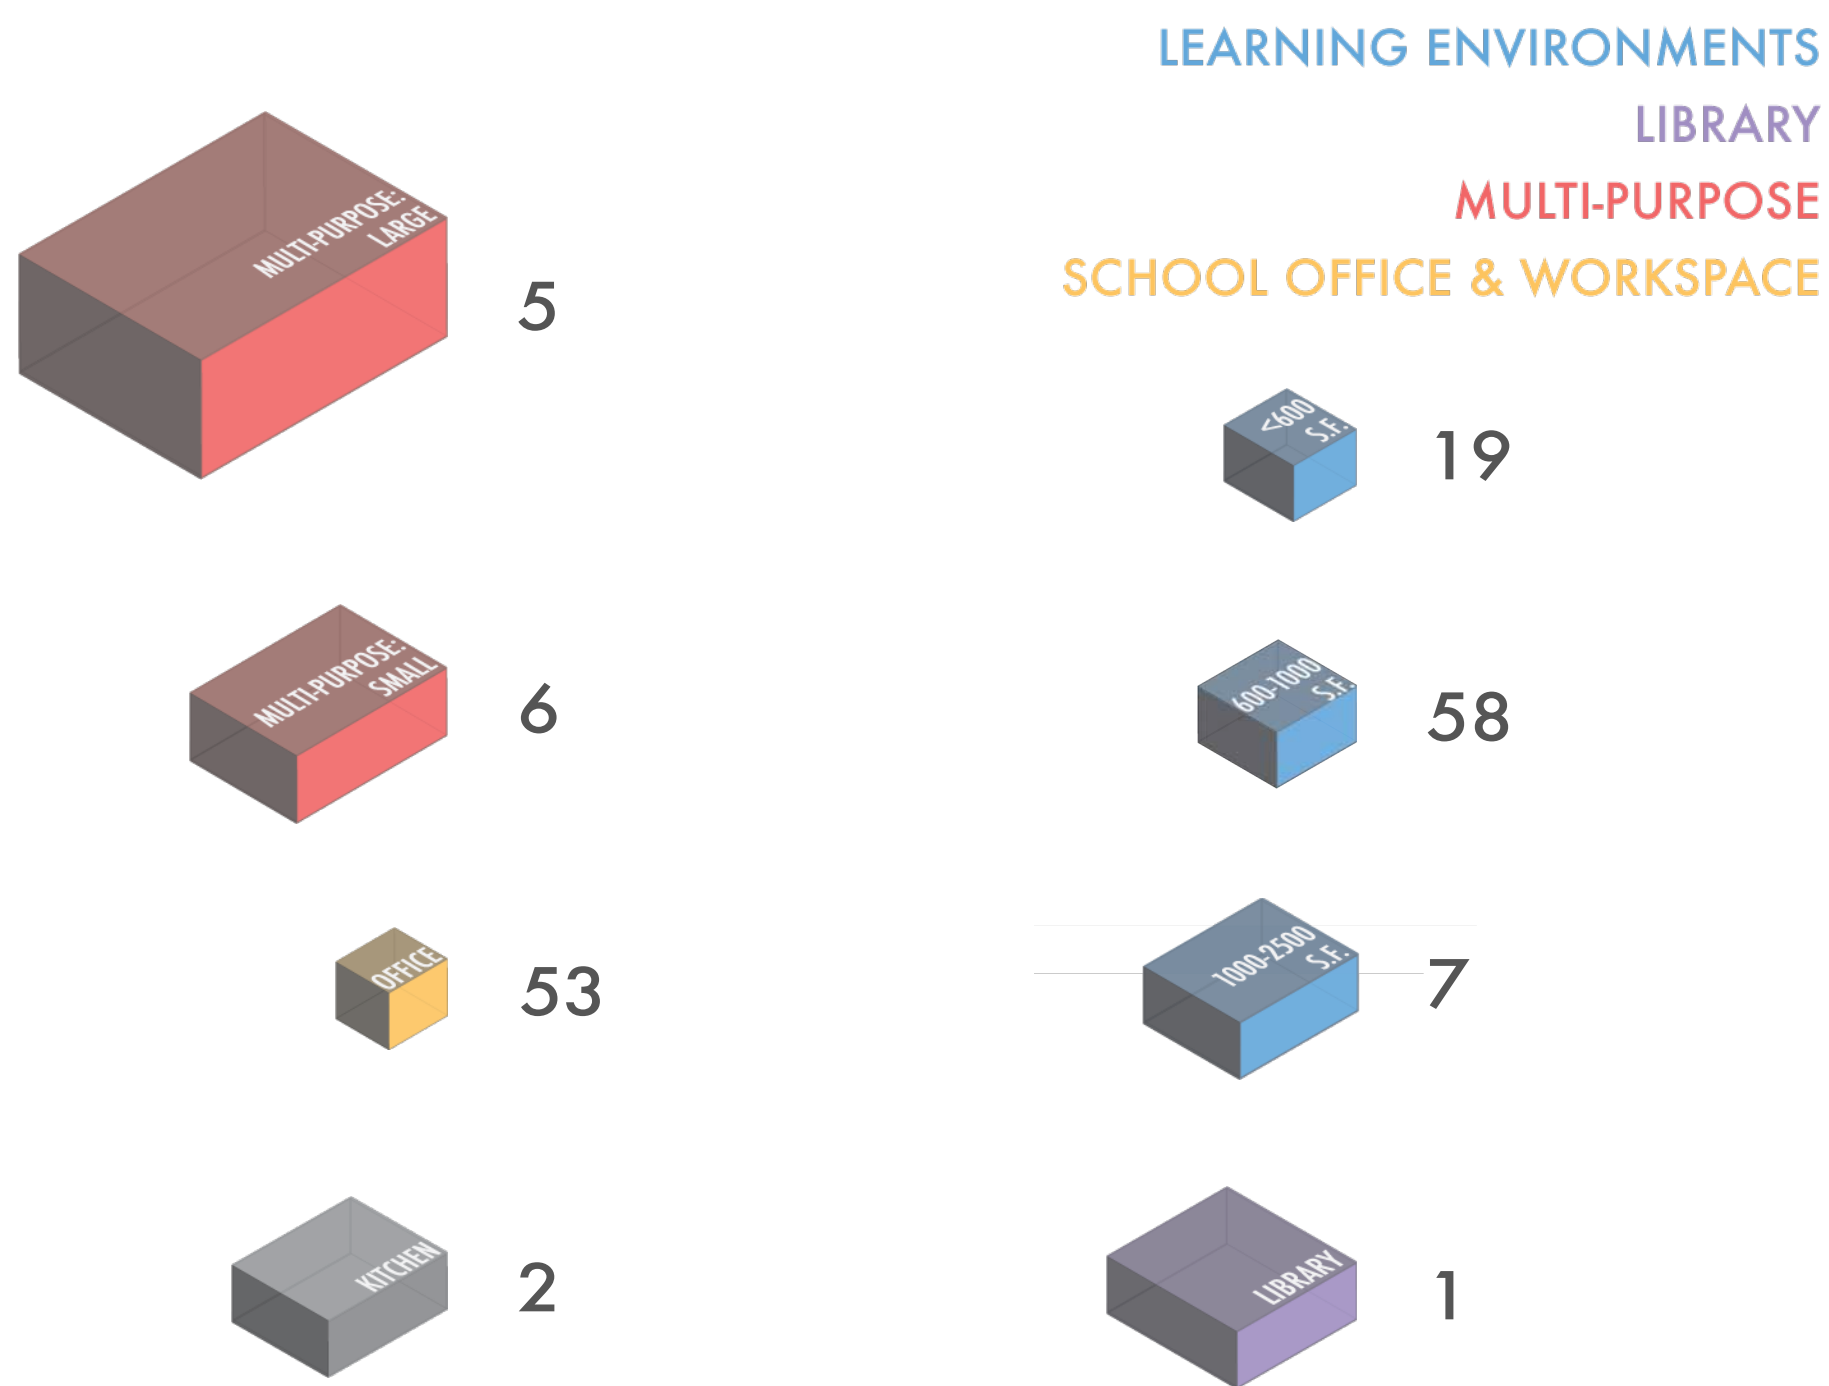 LEARNING ENVIRONMENTS
LIBRARY
MULTI-PURPOSE
SCHOOL OFFICE & WORKSPACE
MULTI-PURPOSE:
LARGE
5
MULTI-PURPOSE:
SMALL
6
OFFICE
53
KITCHEN
2
<600
S.F.
19
600-1000
S.F.
58
1000-2500
S.F.
7
LIBRARY
1